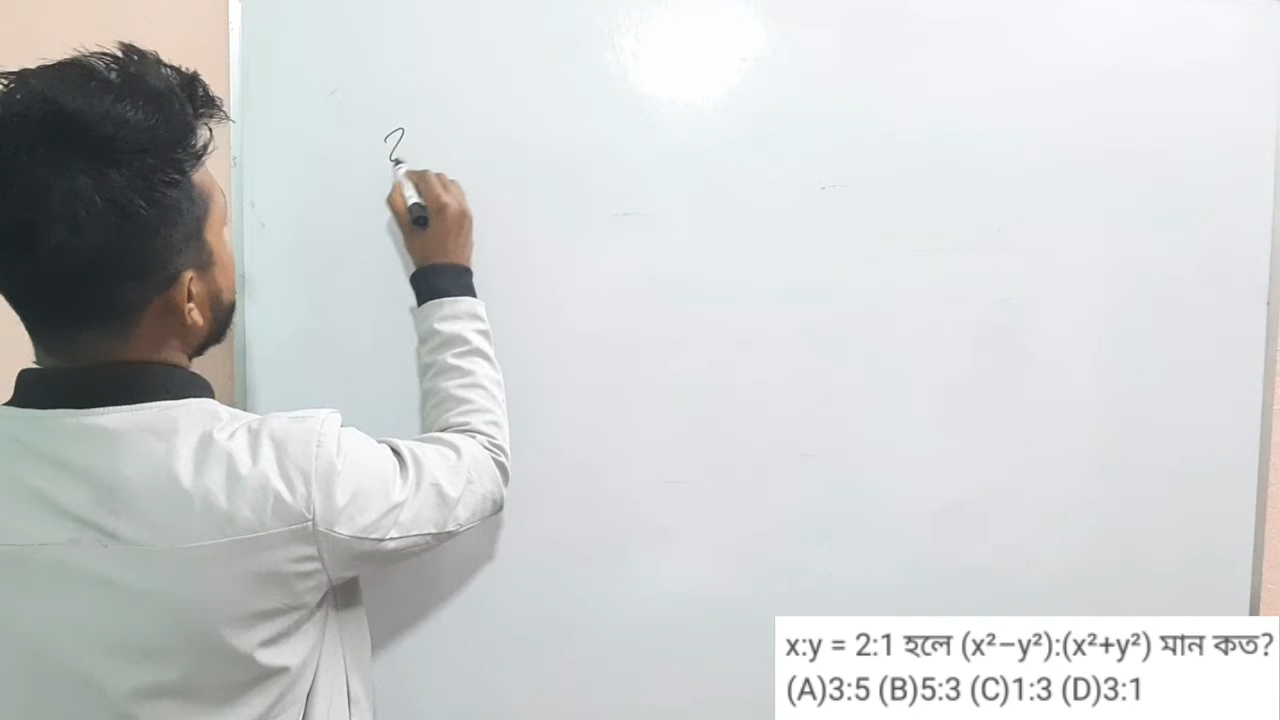 x:y = 2:1 হলে (x²−y²):(x²+y²) মান কত?
(A)3:5 (B)5:3 (C)1:3 (D)3:1